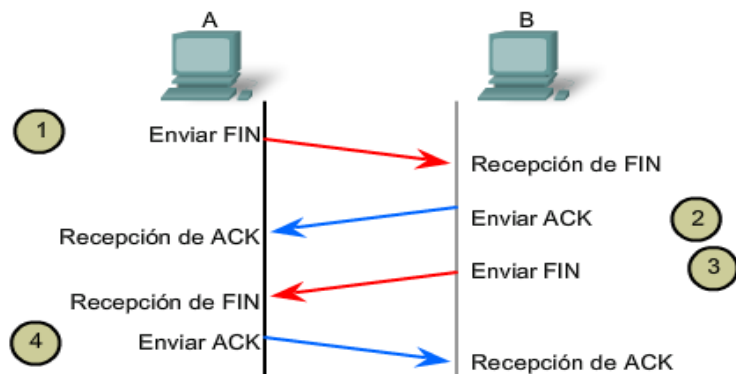 A
B
1
Enviar FIN
Recepción de FIN
Enviar ACK
2
Recepción de ACK
Enviar FIN
3
Recepción de FIN
4
Enviar ACK
Recepción de ACK